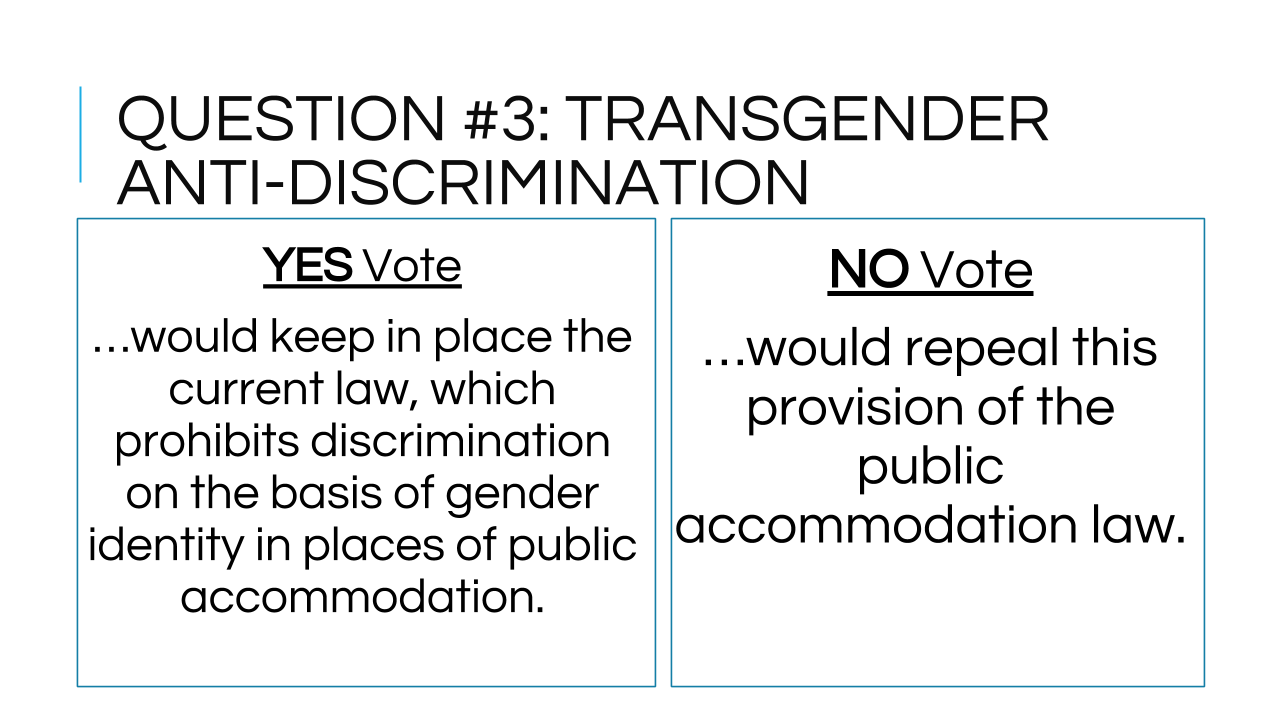 QUESTION #3: TRANSGENDER
ANTI-DISCRIMINATION
YES Vote
…would keep in place the
current law, which
prohibits discrimination
on the basis of gender
identity in places of public
accommodation.
NO Vote
…would repeal this
provision of the
public
accommodation law.